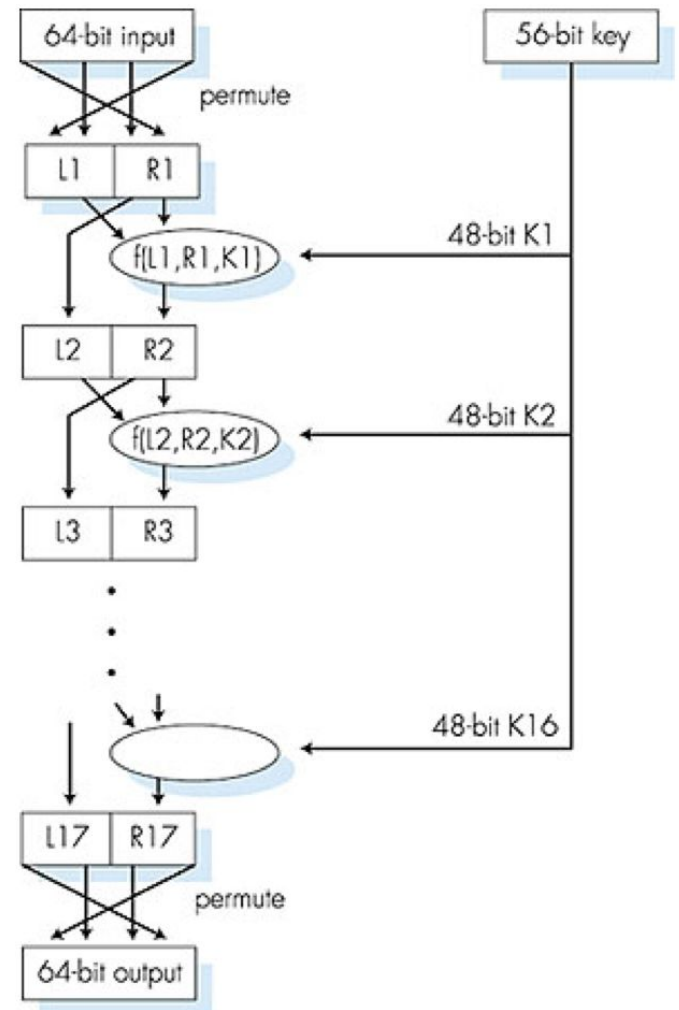 64-bit input
56-bit key
permute
L1 R1
48-bit K1
f(L1,R1,K1)
L2 R2
48-bit K2
f(L2,R2,K2)
L3 R3
48-bit K16
L17 R17
permute
64-bit output